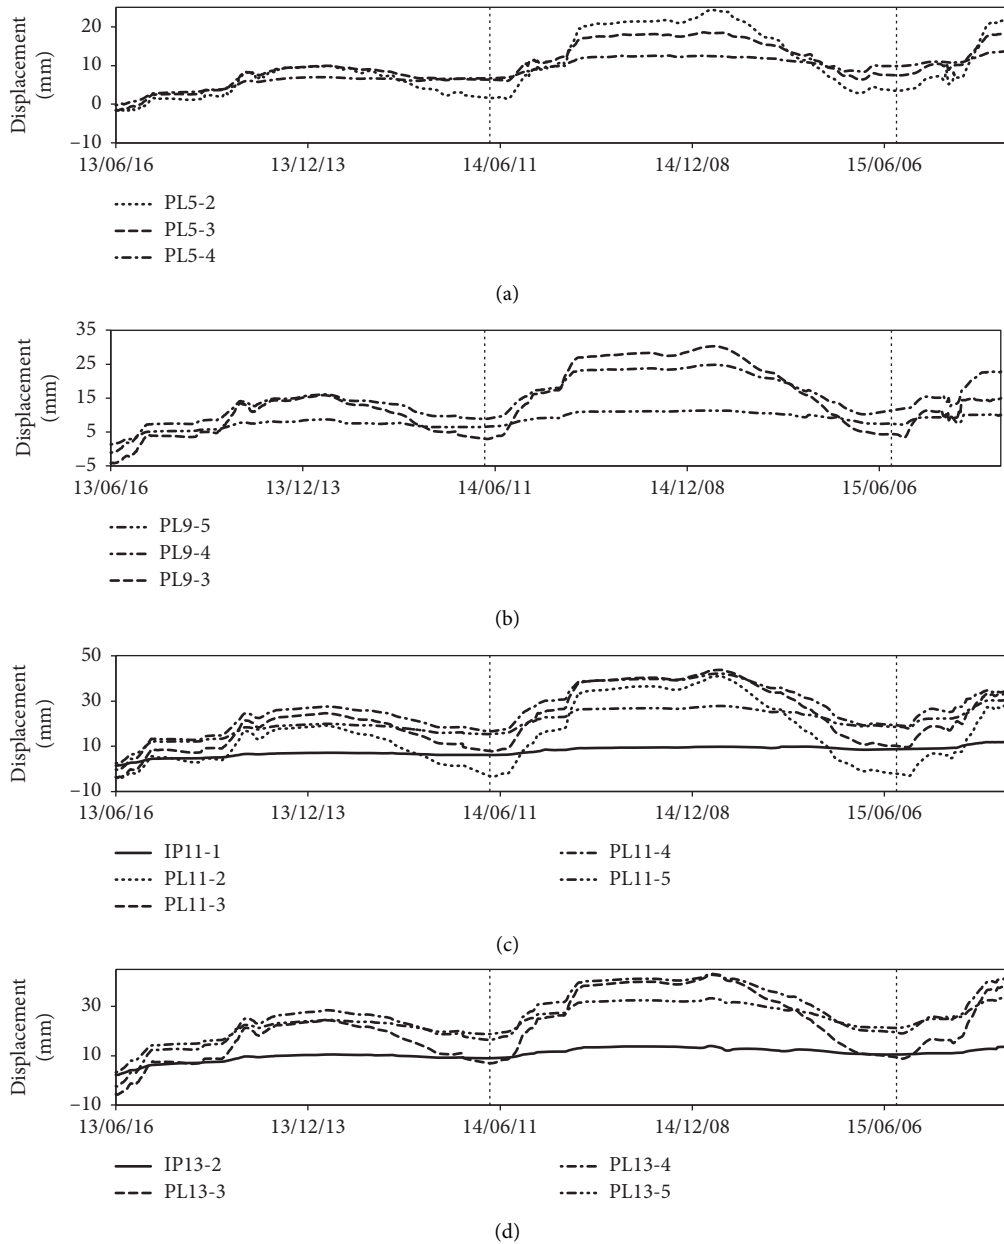 Displacement
(mm)
20
10
0
−10
13/06/16 13/12/13 14/06/11 14/12/08 15/06/06
PL5-2
PL5-3
PL5-4
(a)
Displacement
(mm)
35
25
15
5
−5
13/06/16 13/12/13 14/06/11 14/12/08 15/06/06
PL9-5
PL9-4
PL9-3
(b)
Displacement
(mm)
50
30
10
−10
13/06/16 13/12/13 14/06/11 14/12/08 15/06/06
IP11-1
PL11-2
PL11-3
PL11-4
PL11-5
(c)
Displacement
(mm)
30
10
−10
13/06/16 13/12/13 14/06/11 14/12/08 15/06/06
IP13-2
PL13-3
PL13-4
PL13-5
(d)